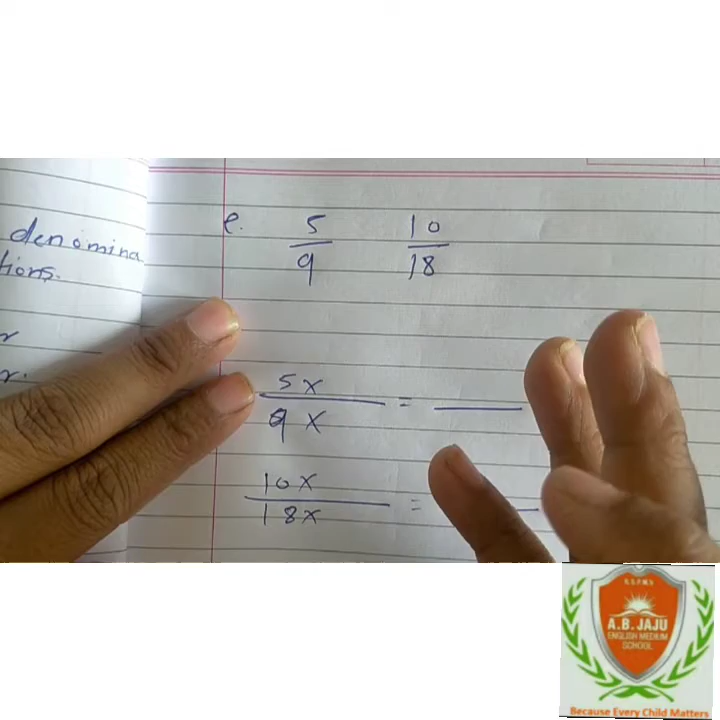 denomina
tions.
r
r.
e. 5/9 10/18
5x/9x =
10x/18x =
A.B. JAJU
ENGLISH MEDIUM
SCHOOL
Because Every Child Matters